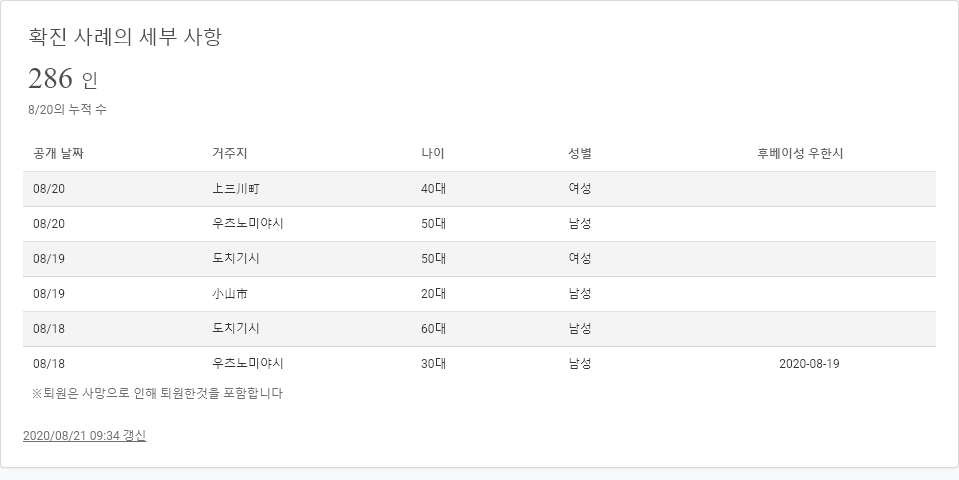 확진 사례의 세부 사항
286 인
8/20의 누적 수
공개 날짜 거주지 나이 성별 후베이성 우한시
08/20 上三川町 40대 여성
08/20 우츠노미야시 50대 남성
08/19 도치기시 50대 여성
08/19 小山市 20대 남성
08/18 도치기시 60대 남성
08/18 우츠노미야시 30대 남성 2020-08-19
※퇴원은 사망으로 인해 퇴원한것을 포함합니다
2020/08/21 09:34 갱신